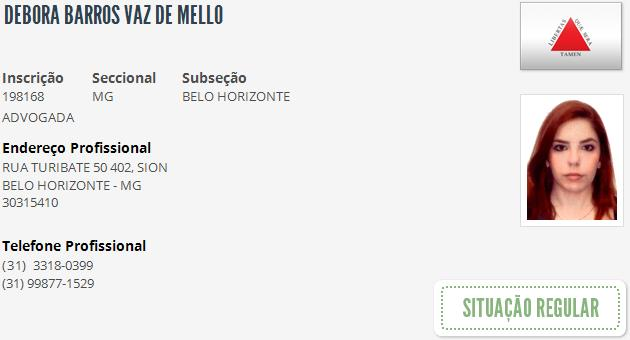 DEBORA BARROS VAZ DE MELLO
LIBERTAS QUÆ SERA
TAMEN
Inscrição Seccional Subseção
198168 MG BELO HORIZONTE
ADVOGADA
Endereço Profissional
RUA TURIBATE 50 402, SION
BELO HORIZONTE - MG
30315410
Telefone Profissional
(31) 3318-0399
(31) 99877-1529
SITUAÇÃO REGULAR